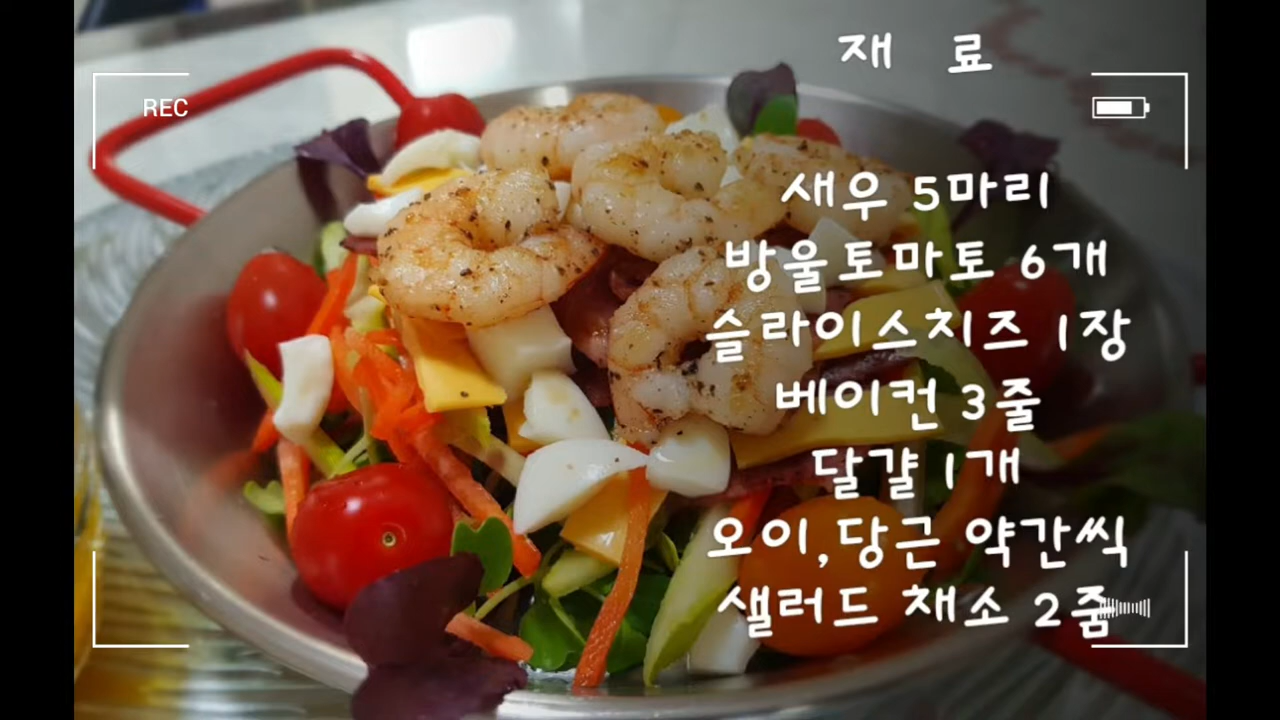 재 료
REC
새우 5마리
방울토마토 6개
슬라이스치즈 1장
베이컨 3줄
달걀 1개
오이,당근 약간씩
샐러드 채소 2줌